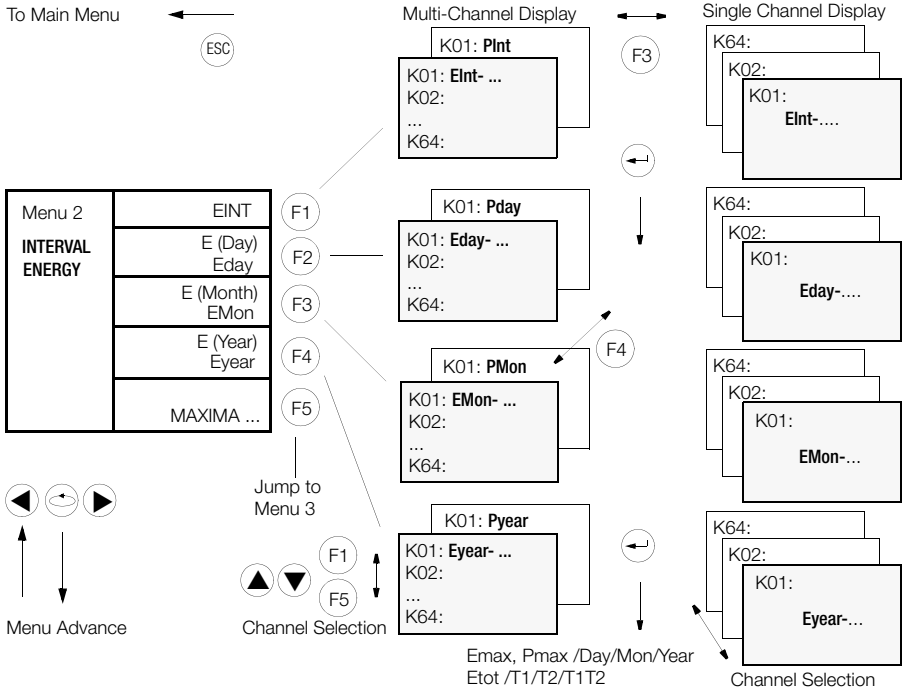 To Main Menu
ESC
Multi-Channel Display
Single Channel Display
K01: PInt
K01: EInt- ...
K02:
...
K64:
F3
K64:
K02:
K01:
EInt-....
Menu 2
INTERVAL
ENERGY
EINT
E (Day)
Eday
E (Month)
EMon
E (Year)
Eyear
MAXIMA ...
F1
F2
F3
F4
F5
Jump to
Menu 3
K01: Pday
K01: Eday- ...
K02:
...
K64:
K64:
K02:
K01:
Eday-....
F4
K01: PMon
K01: EMon- ...
K02:
...
K64:
K64:
K02:
K01:
EMon-...
K01: Pyear
K01: Eyear- ...
K02:
...
K64:
K64:
K02:
K01:
Eyear-...
Menu Advance
F1
F5
Channel Selection
Emax, Pmax /Day/Mon/Year
Etot /T1/T2/T1T2
Channel Selection